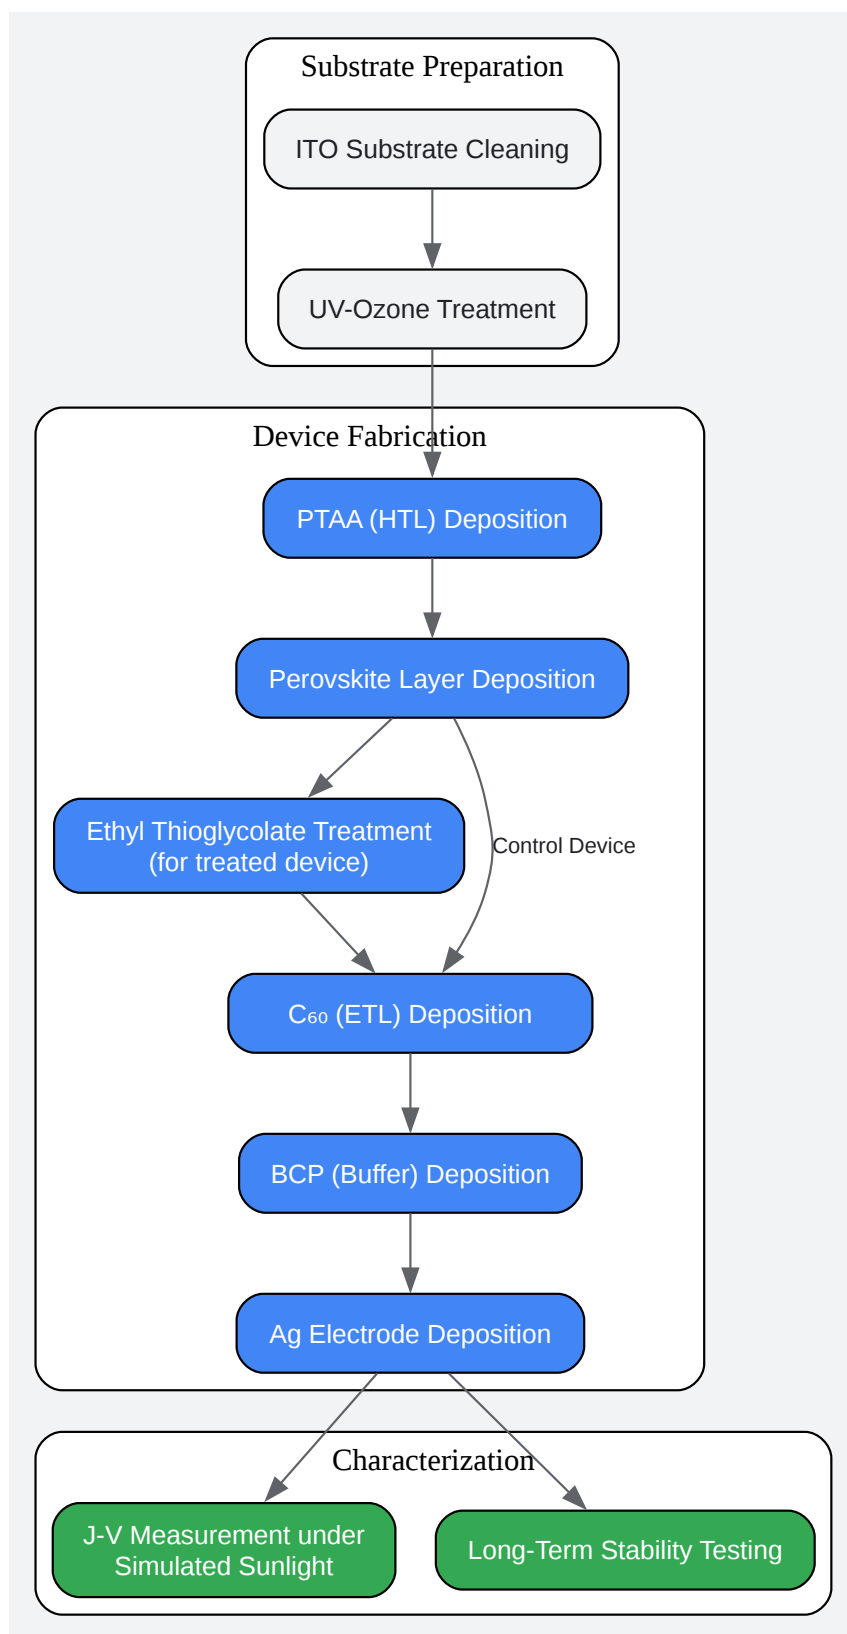 Substrate Preparation
ITO Substrate Cleaning
UV-Ozone Treatment
Device Fabrication
PTAA (HTL) Deposition
Perovskite Layer Deposition
Ethyl Thioglycolate Treatment
(for treated device)
Control Device
C₆₀ (ETL) Deposition
BCP (Buffer) Deposition
Ag Electrode Deposition
Characterization
J-V Measurement under
Simulated Sunlight
Long-Term Stability Testing